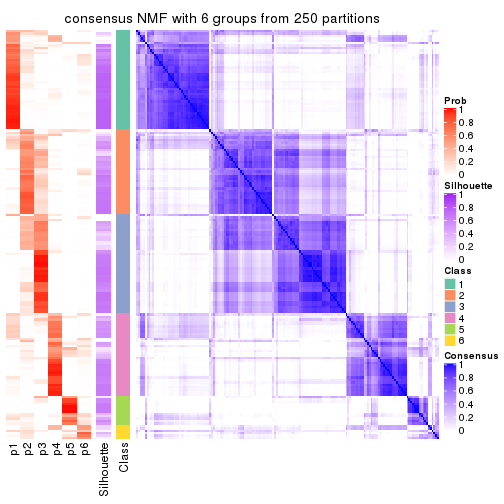 consensus NMF with 6 groups from 250 partitions
Prob
1
0.8
0.6
0.4
0.2
0
Silhouette
1
0.8
0.6
0.4
0.2
0
Class
1
2
3
4
5
6
Consensus
1
0.8
0.6
0.4
0.2
0
p1
p2
p3
p4
p5
p6
Silhouette
Class